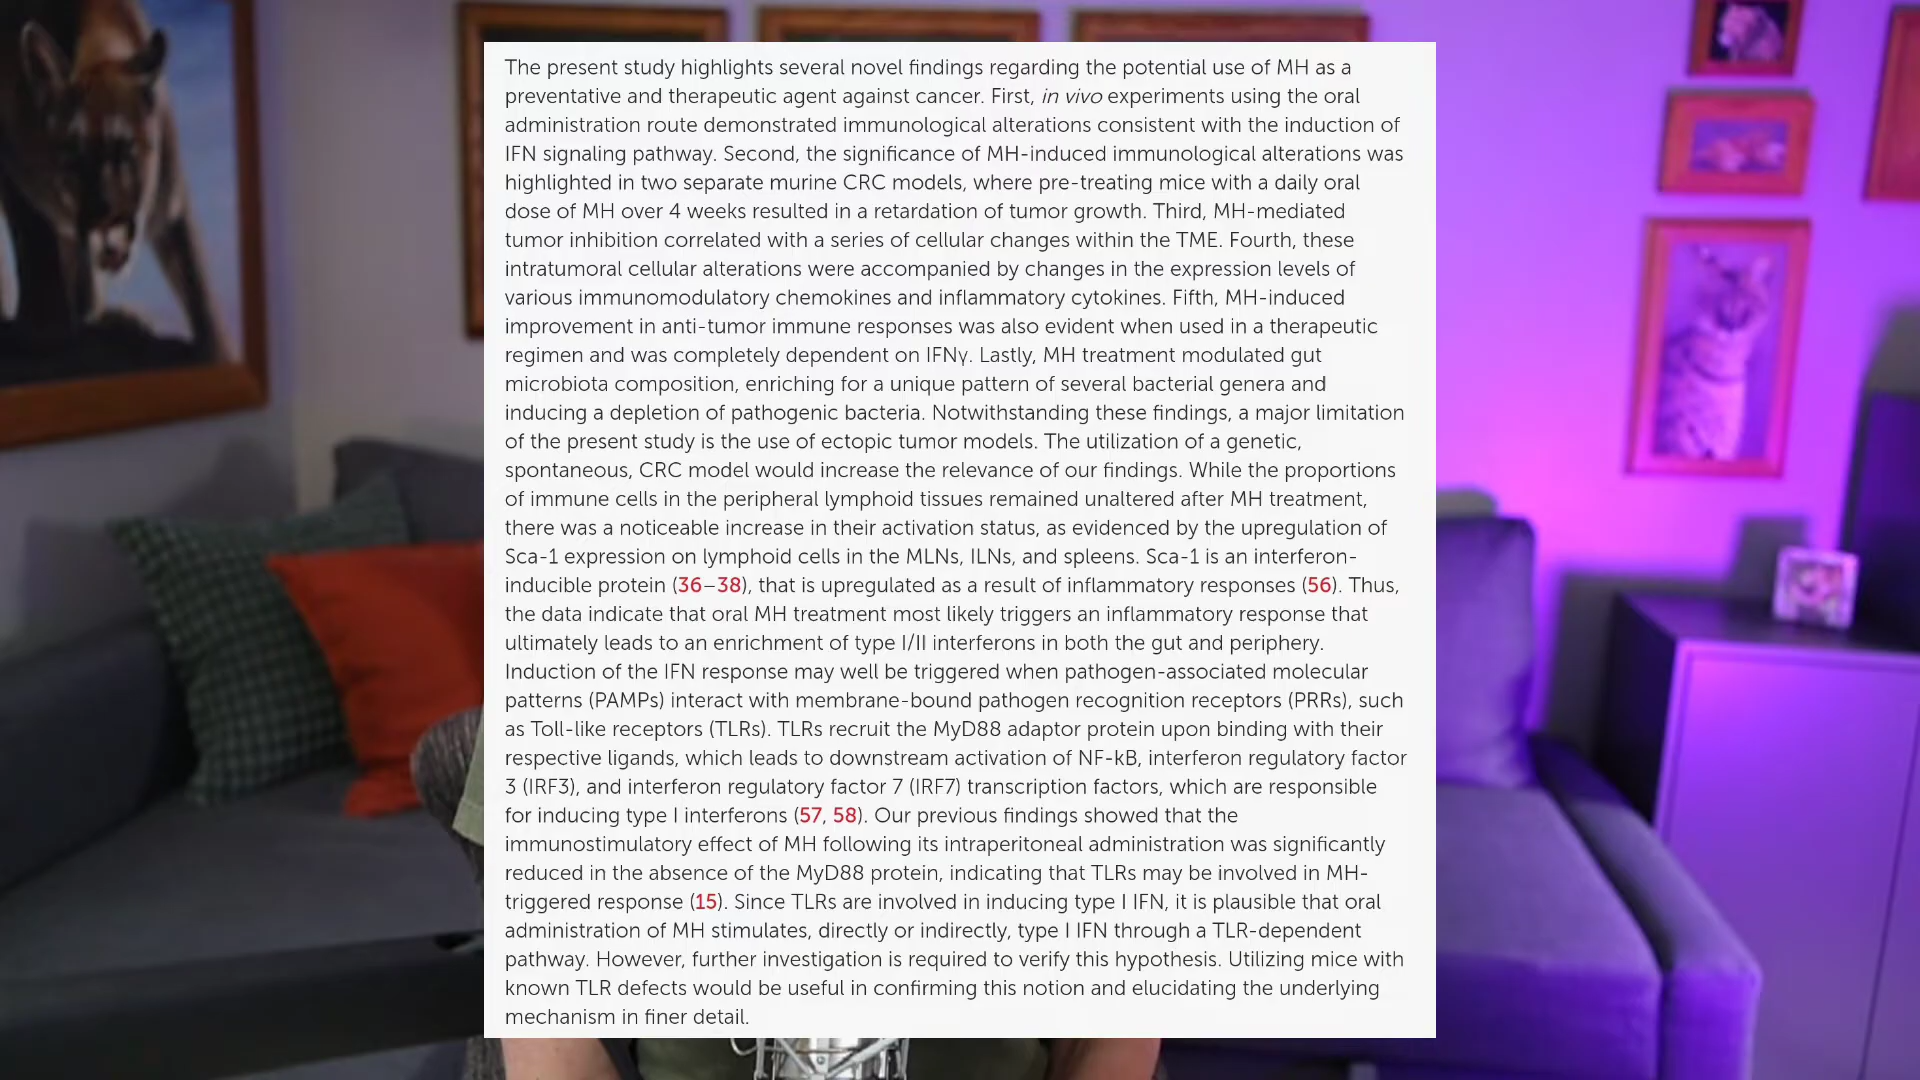 The present study highlights several novel findings regarding the potential use of MH as a
preventative and therapeutic agent against cancer. First, in vivo experiments using the oral
administration route demonstrated immunological alterations consistent with the induction of
IFN signaling pathway. Second, the significance of MH-induced immunological alterations was
highlighted in two separate murine CRC models, where pre-treating mice with a daily oral
dose of MH over 4 weeks resulted in a retardation of tumor growth. Third, MH-mediated
tumor inhibition correlated with a series of cellular changes within the TME. Fourth, these
intratumoral cellular alterations were accompanied by changes in the expression levels of
various immunomodulatory chemokines and inflammatory cytokines. Fifth, MH-induced
improvement in anti-tumor immune responses was also evident when used in a therapeutic
regimen and was completely dependent on IFNγ. Lastly, MH treatment modulated gut
microbiota composition, enriching for a unique pattern of several bacterial genera and
inducing a depletion of pathogenic bacteria. Notwithstanding these findings, a major limitation
of the present study is the use of ectopic tumor models. The utilization of a genetic,
spontaneous, CRC model would increase the relevance of our findings. While the proportions
of immune cells in the peripheral lymphoid tissues remained unaltered after MH treatment,
there was a noticeable increase in their activation status, as evidenced by the upregulation of
Sca-1 expression on lymphoid cells in the MLNs, ILNs, and spleens. Sca-1 is an interferon-
inducible protein (36–38), that is upregulated as a result of inflammatory responses (56). Thus,
the data indicate that oral MH treatment most likely triggers an inflammatory response that
ultimately leads to an enrichment of type I/II interferons in both the gut and periphery.
Induction of the IFN response may well be triggered when pathogen-associated molecular
patterns (PAMPs) interact with membrane-bound pathogen recognition receptors (PRRs), such
as Toll-like receptors (TLRs). TLRs recruit the MyD88 adaptor protein upon binding with their
respective ligands, which leads to downstream activation of NF-kB, interferon regulatory factor
3 (IRF3), and interferon regulatory factor 7 (IRF7) transcription factors, which are responsible
for inducing type I interferons (57, 58). Our previous findings showed that the
immunostimulatory effect of MH following its intraperitoneal administration was significantly
reduced in the absence of the MyD88 protein, indicating that TLRs may be involved in MH-
triggered response (15). Since TLRs are involved in inducing type I IFN, it is plausible that oral
administration of MH stimulates, directly or indirectly, type I IFN through a TLR-dependent
pathway. However, further investigation is required to verify this hypothesis. Utilizing mice with
known TLR defects would be useful in confirming this notion and elucidating the underlying
mechanism in finer detail.